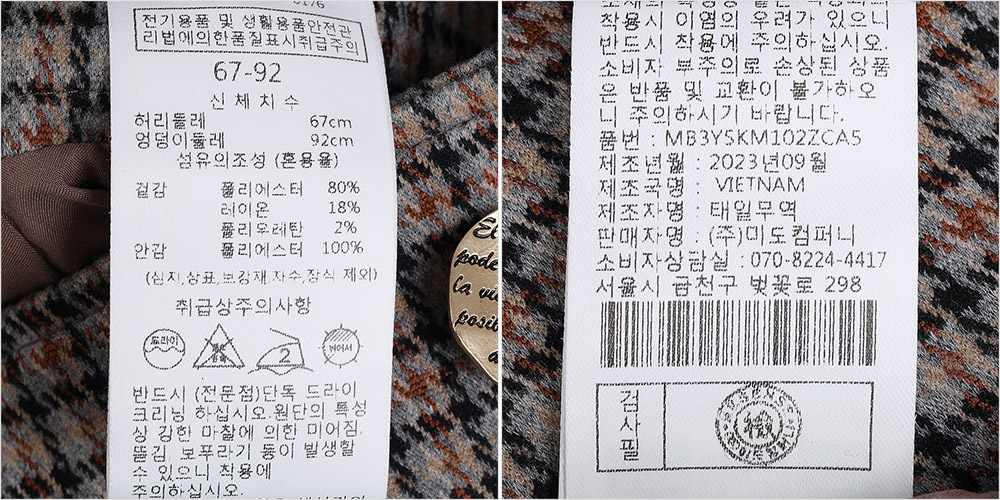 전기용품 및 생활용품안전관
리법에의한품질표시취급주의
67-92
신체치수
허리둘레 67cm
엉덩이둘레 92cm
섬유의조성 (혼용율)
겉감 폴리에스터 80%
레이온 18%
폴리우레탄 2%
안감 폴리에스터 100%
(심지,상표,보강재,자수,장식 제외)
취급상주의사항
드라이
2
반드시 (전문점)단독 드라이
크리닝 하십시오.원단의 특성
상 강한 마찰에 의한 미어짐,
뜯김, 보푸라기 등이 발생할
수 있으니 착용에
주의하십시오.
El
pode
la vi
posit
착용시 이염의 우려가 있으니
반드시 착용에 주의하십시오.
소비자 부주의로 손상된 상품
은 반품 및 교환이 불가하오
니 주의하시기 바랍니다.
품번 : MB3YSKM102ZCA5
제조년월 : 2023년09월
제조국명 : VIETNAM
제조자명 : 태일무역
판매자명 : (주)미도컴퍼니
소비자상담실 : 070-8224-4417
서울시 금천구 벚꽃로 298
검사필